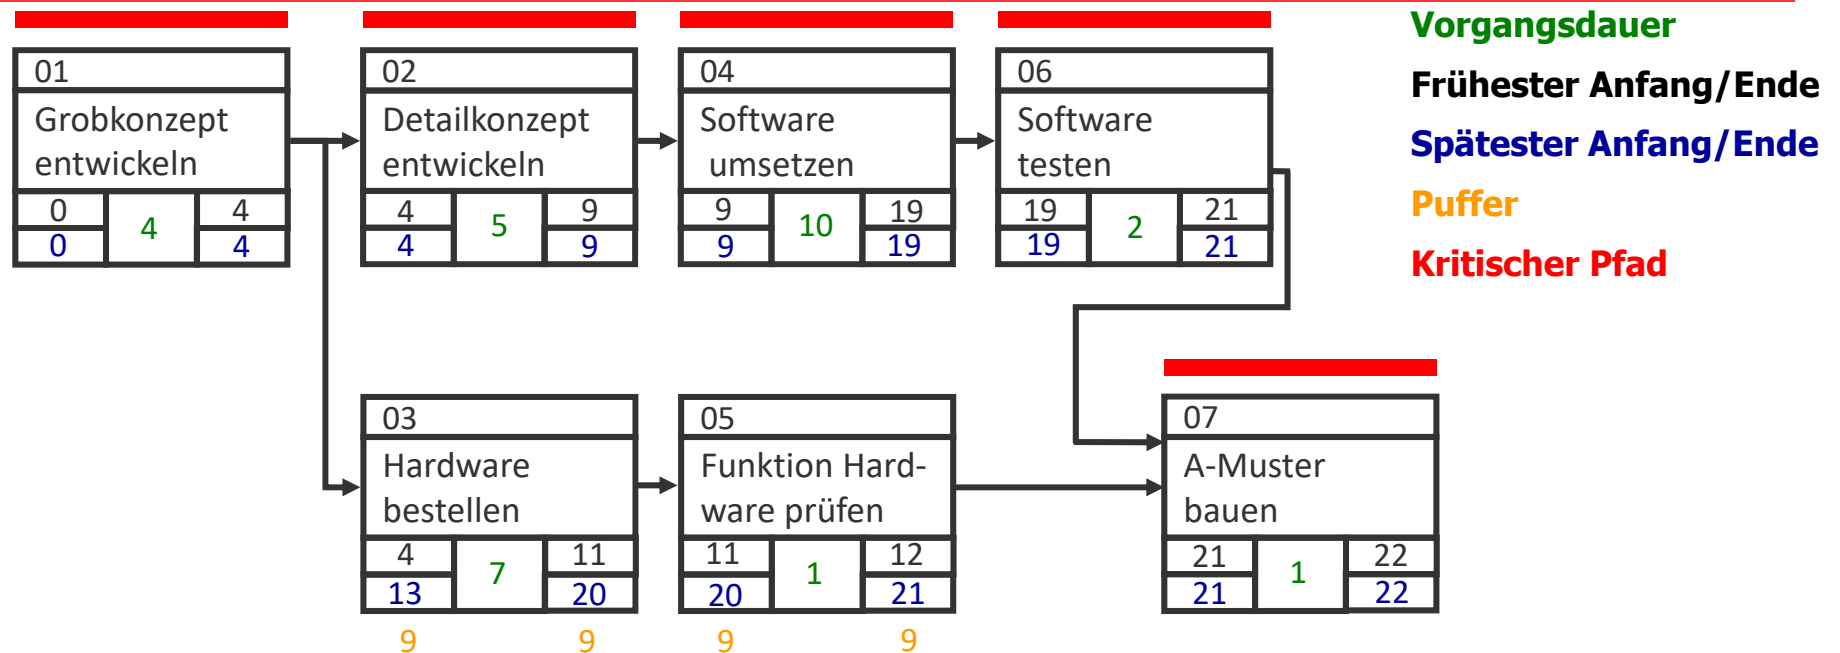 01
Grobkonzept
entwickeln
0
4
4
0
4
02
Detailkonzept
entwickeln
4
5
9
4
9
04
Software
umsetzen
9
10
19
9
19
06
Software
testen
19
2
21
19
21
Vorgangsdauer
Frühester Anfang/Ende
Spätester Anfang/Ende
Puffer
Kritischer Pfad
03
Hardware
bestellen
4
7
11
13
20
9
9
05
Funktion Hard-
ware prüfen
11
1
12
20
21
9
9
07
A-Muster
bauen
21
1
22
21
22